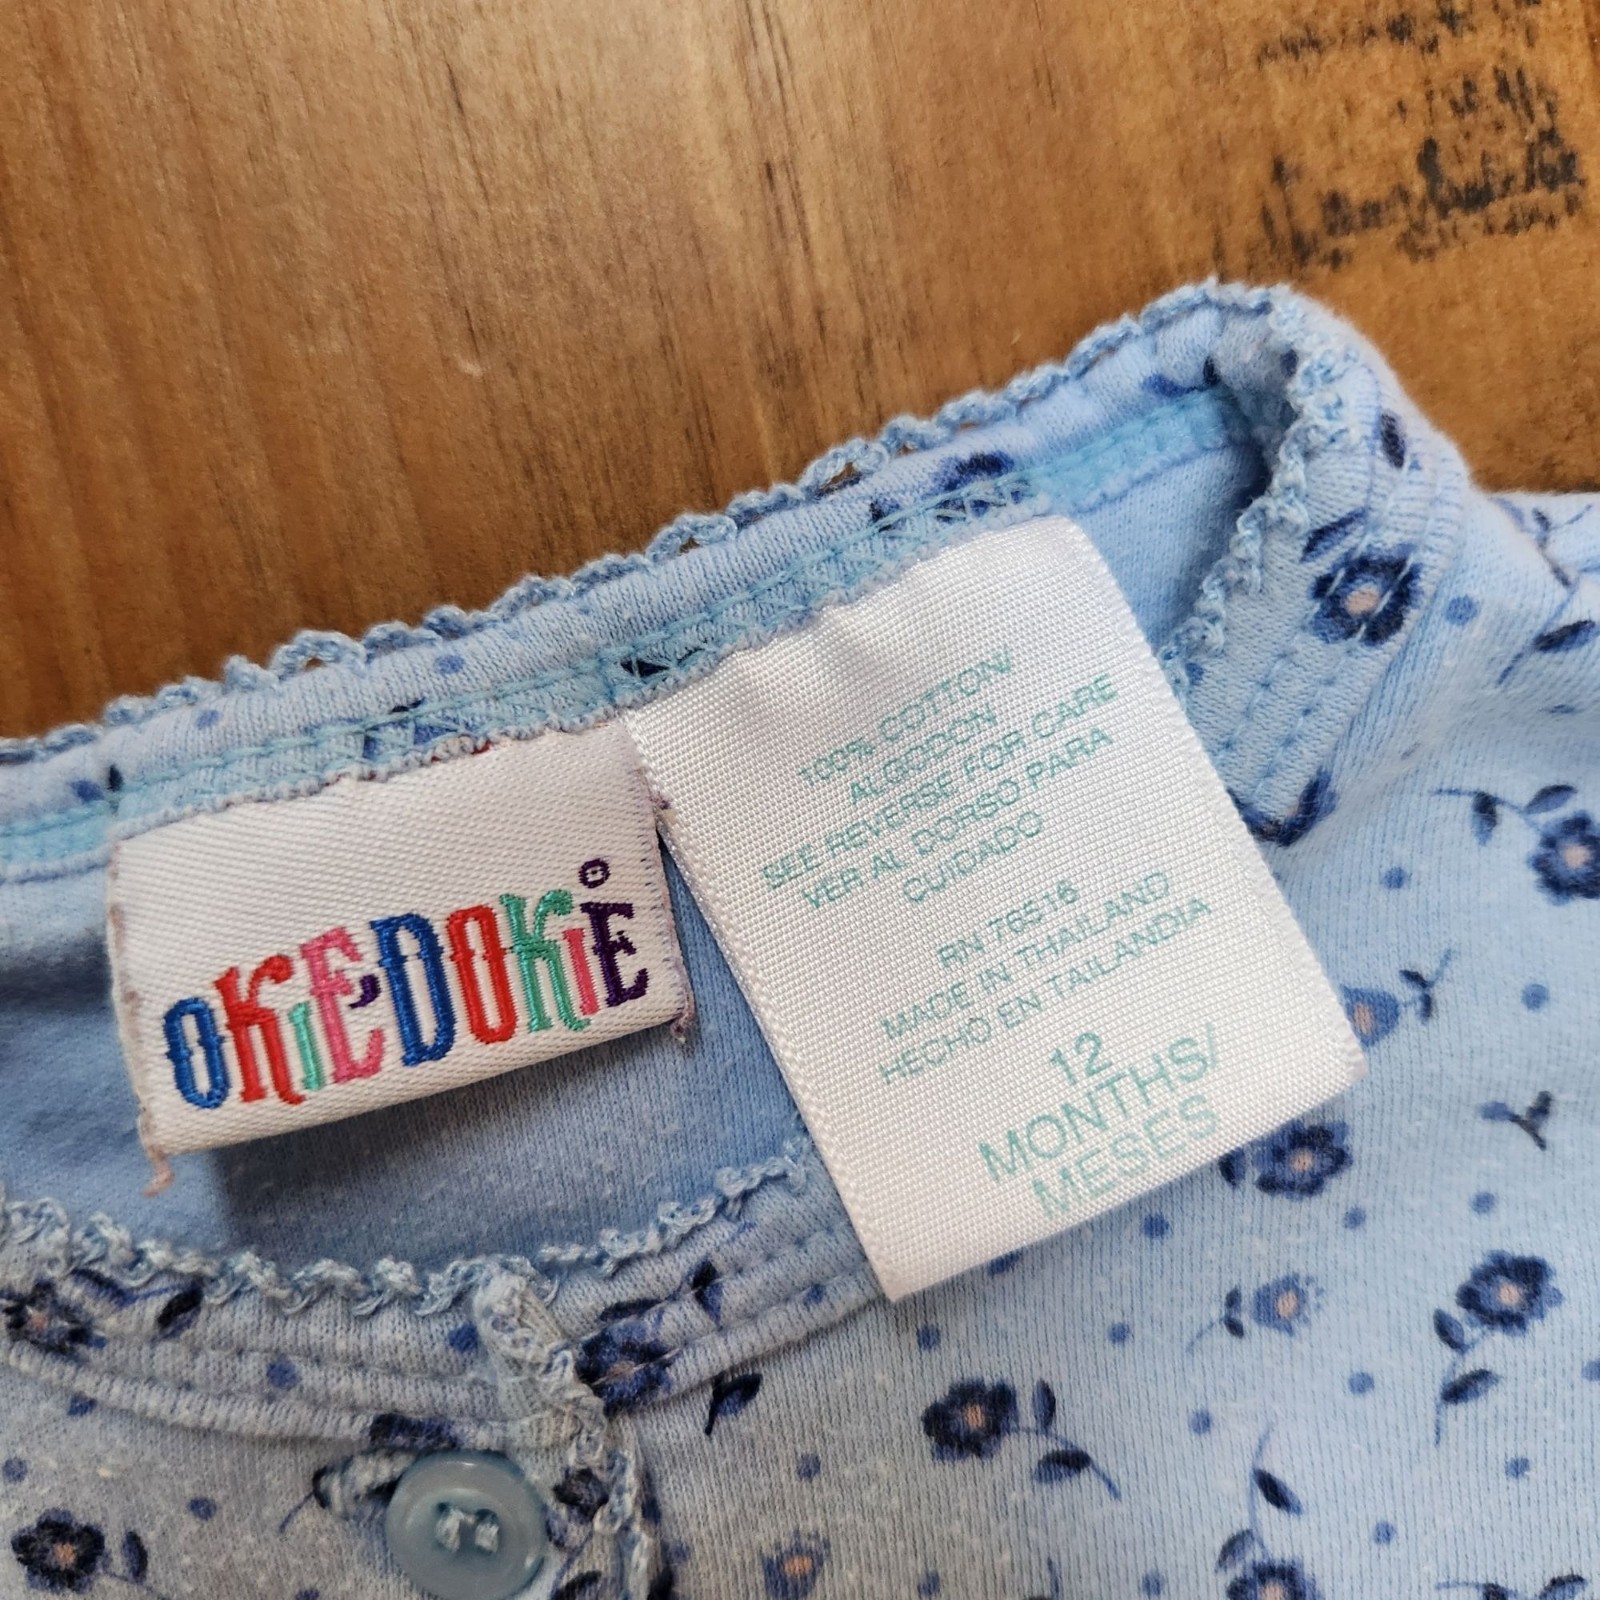 OKIEDOKIE
100% COTTON/
ALGODON
SEE REVERSE FOR CARE
VER AL DORSO PARA
CUIDADO
RN 76516
MADE IN THAILAND
HECHO EN TAILANDIA
12
MONTHS/
MESES